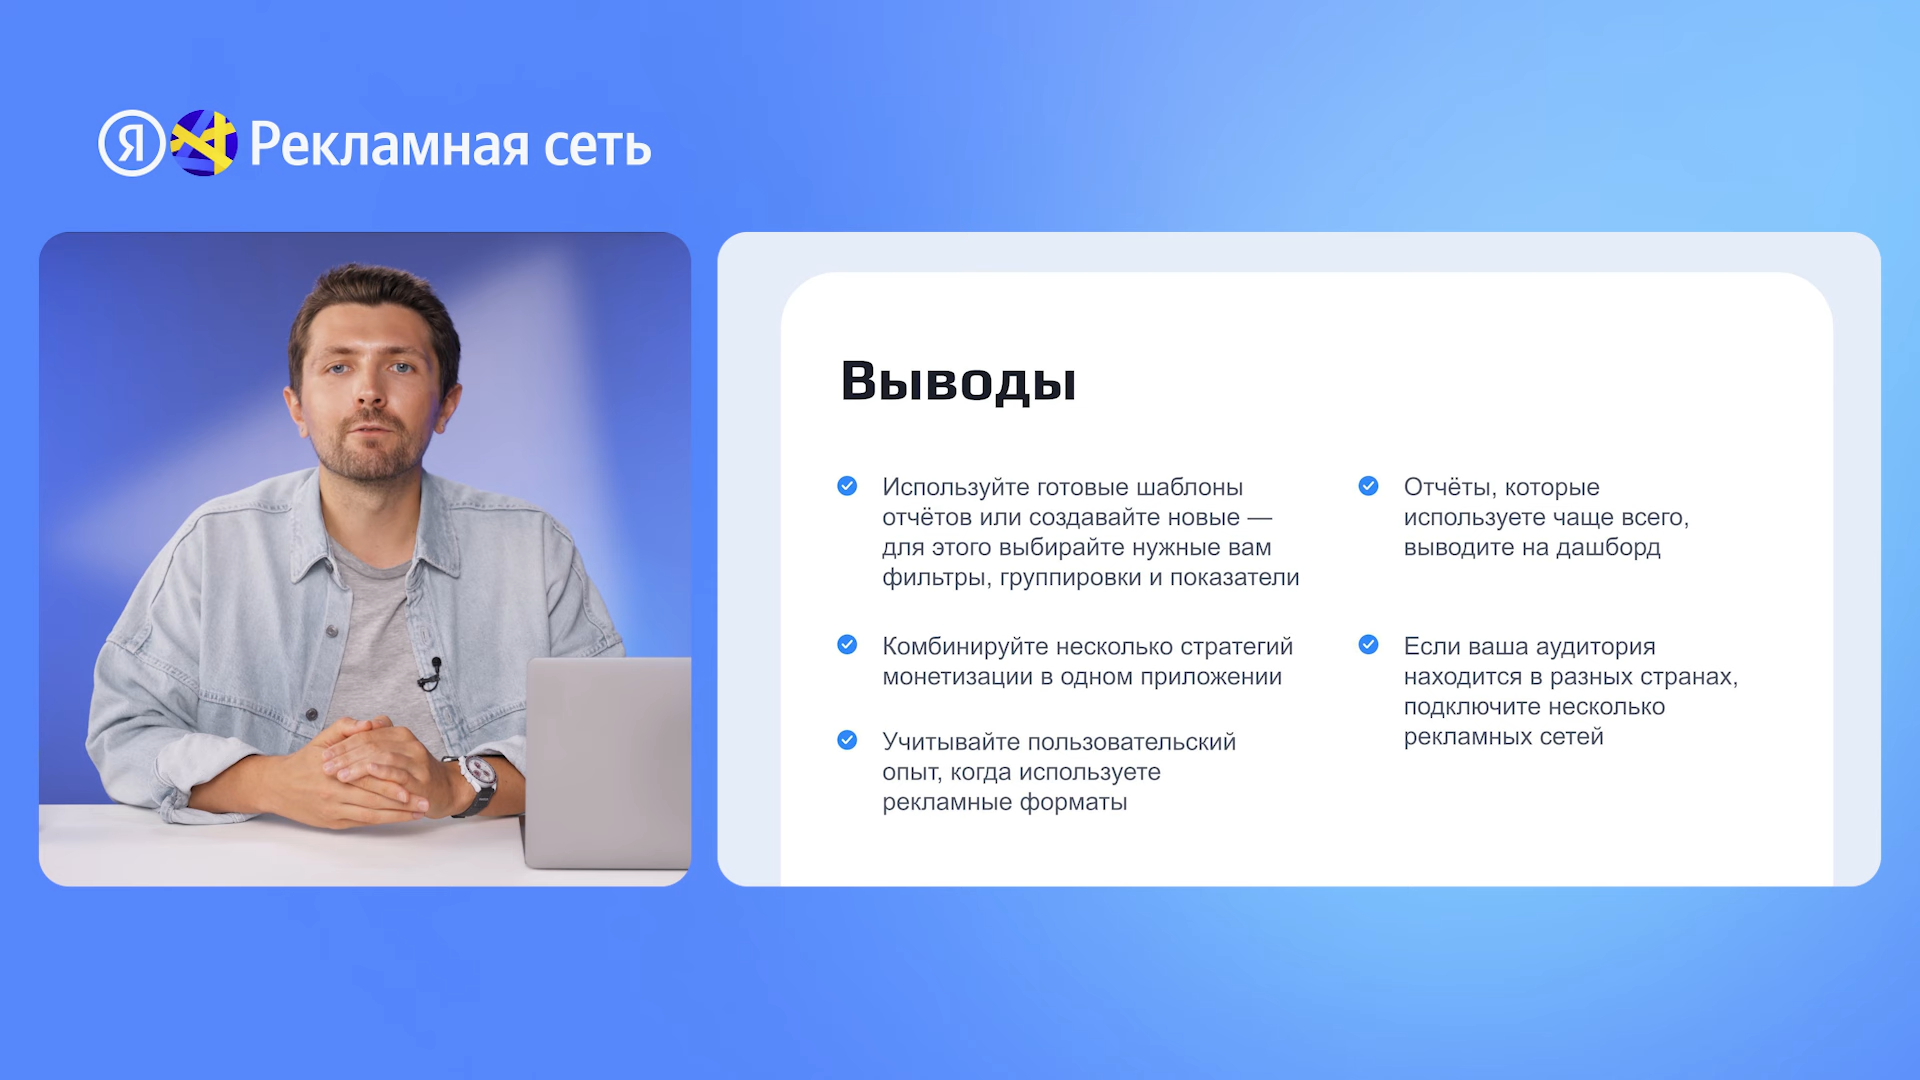 Я Рекламная сеть
Выводы
Используйте готовые шаблоны
отчётов или создавайте новые —
для этого выбирайте нужные вам
фильтры, группировки и показатели
Комбинируйте несколько стратегий
монетизации в одном приложении
Учитывайте пользовательский
опыт, когда используете
рекламные форматы
Отчёты, которые
используете чаще всего,
выводите на дашборд
Если ваша аудитория
находится в разных странах,
подключите несколько
рекламных сетей